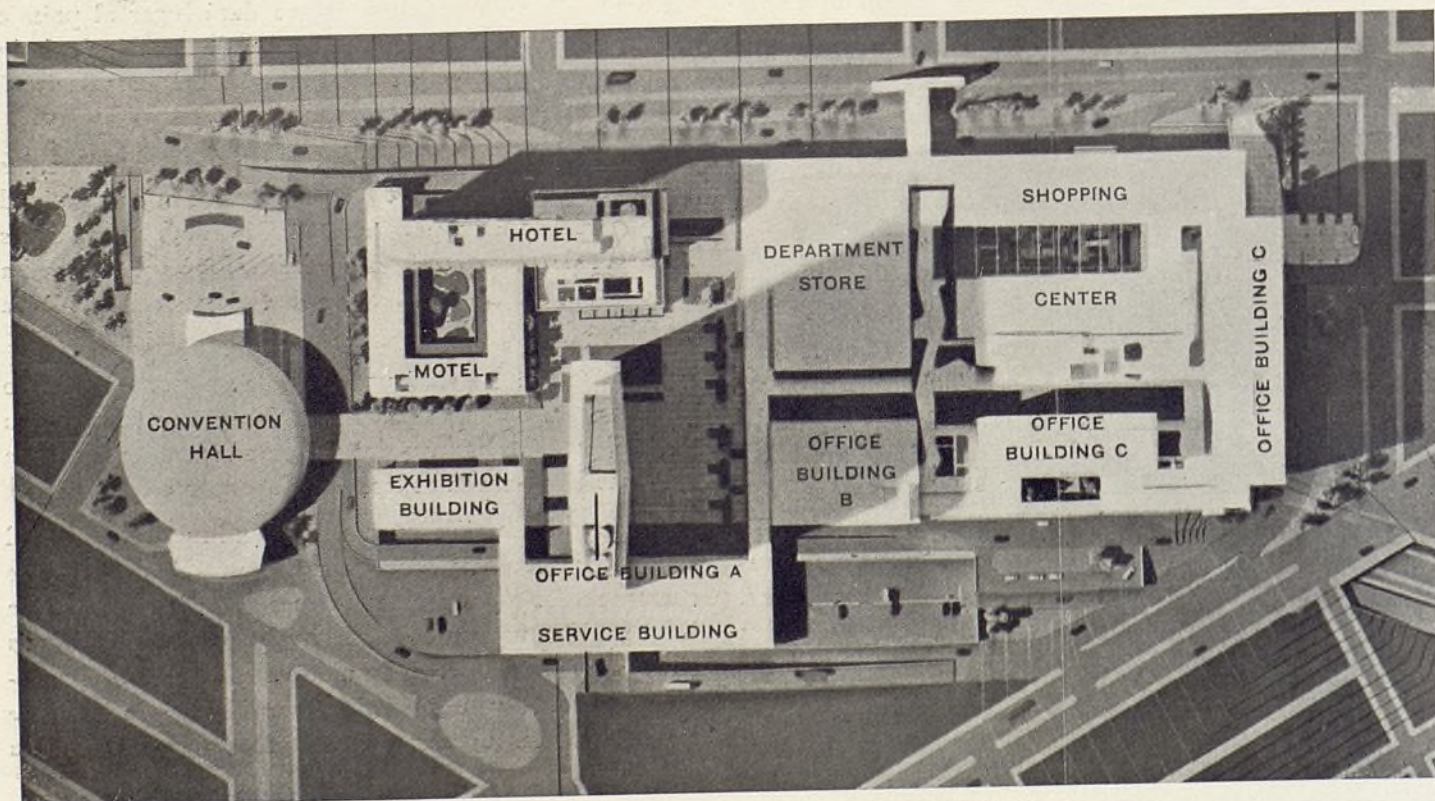 SHOPPING
HOTEL
DEPARTMENT
STORE
CENTER
OFFICE BUILDING C
MOTEL
CONVENTION
HALL
OFFICE
BUILDING
B
OFFICE
BUILDING C
EXHIBITION
BUILDING
OFFICE BUILDING A
SERVICE BUILDING